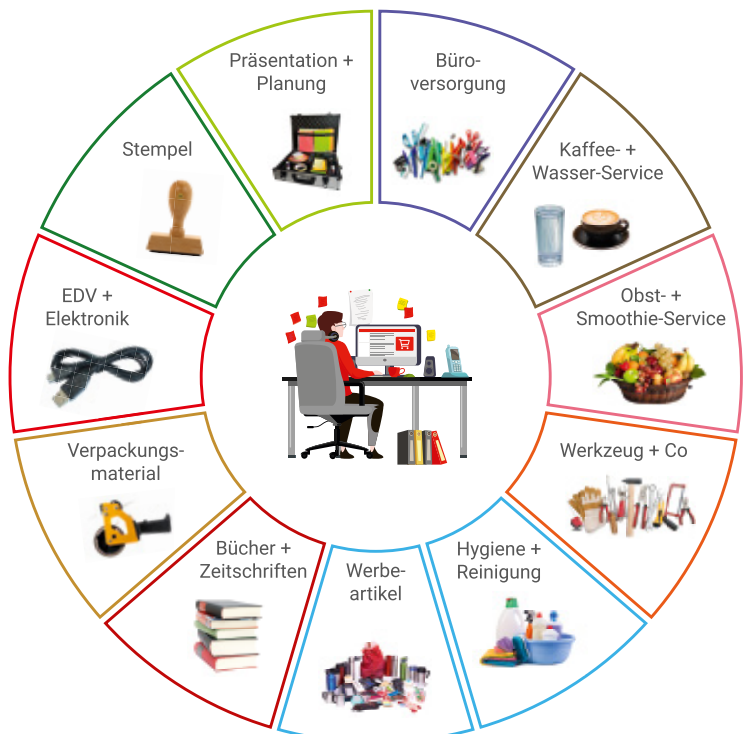 Präsentation +
Planung
Büro-
versorgung
Kaffee- +
Wasser-Service
Obst- +
Smoothie-Service
Werkzeug + Co
Hygiene +
Reinigung
Werbe-
artikel
Bücher +
Zeitschriften
Verpackungs-
material
EDV +
Elektronik
Stempel